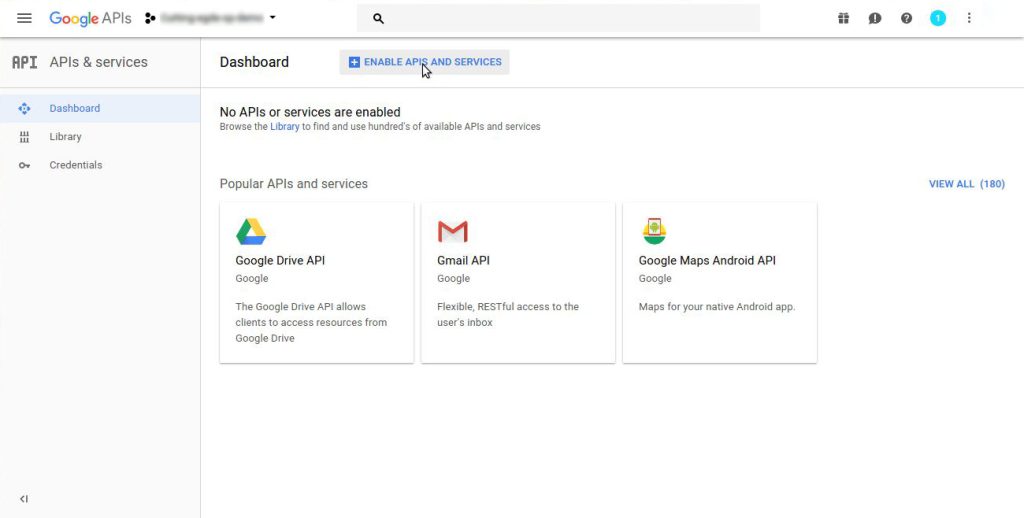 Google APIs
1
API APIs & services
Dashboard
ENABLE APIS AND SERVICES
Dashboard
Library
Credentials
No APIs or services are enabled
Browse the Library to find and use hundred's of available APIs and services
Popular APIs and services
VIEW ALL (180)
Google Drive API
Google
The Google Drive API allows
clients to access resources from
Google Drive
Gmail API
Google
Flexible, RESTful access to the
user's inbox
Google Maps Android API
Google
Maps for your native Android app.